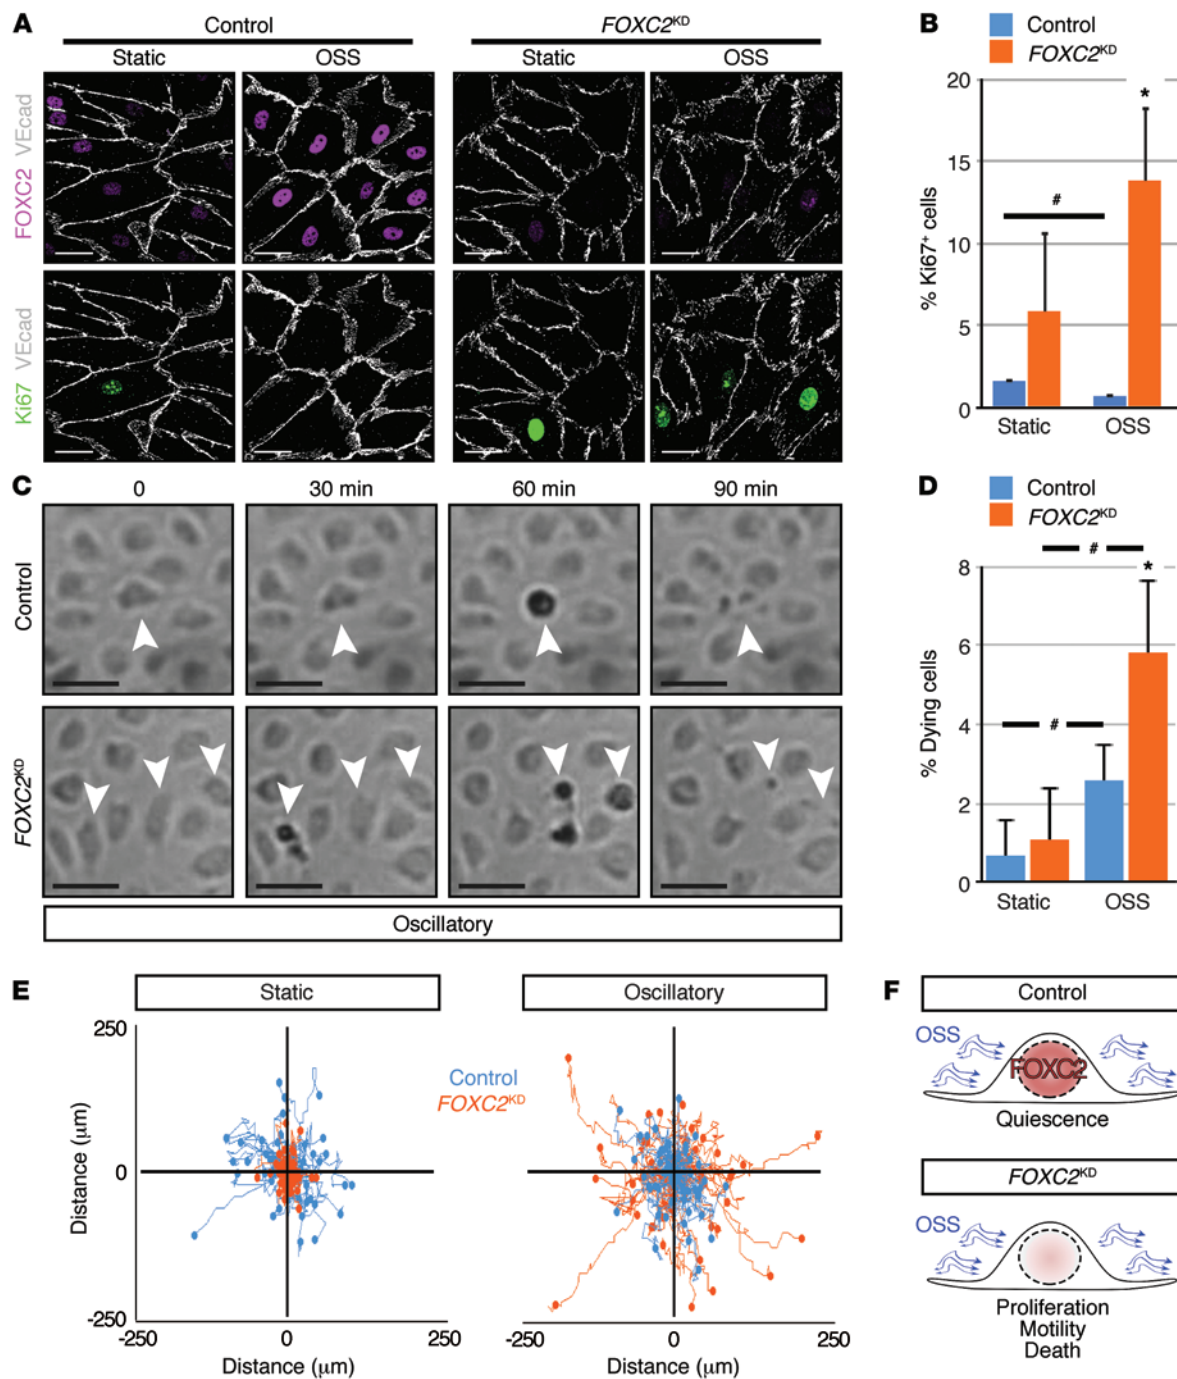 A
Control
FOXC2ᴷᴰ
Static
OSS
Static
OSS
FOXC2 VEcad
Ki67 VEcad
B
Control
FOXC2ᴷᴰ
% Ki67⁺ cells
20
15
10
5
0
*
#
Static
OSS
C
0
30 min
60 min
90 min
Control
FOXC2ᴷᴰ
Oscillatory
D
Control
FOXC2ᴷᴰ
% Dying cells
8
6
4
2
0
#
*
#
Static
OSS
E
Static
Oscillatory
Control
FOXC2ᴷᴰ
Distance (μm)
250
0
-250
-250
0
250
-250
0
250
Distance (μm)
Distance (μm)
F
Control
OSS
FOXC2
Quiescence
FOXC2ᴷᴰ
OSS
Proliferation
Motility
Death